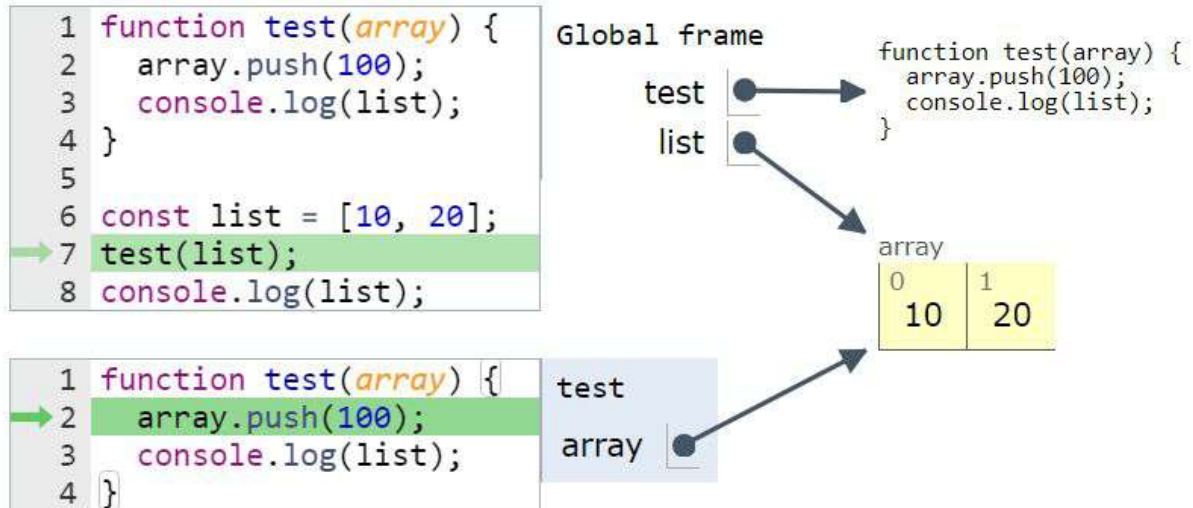 1 function test(array) {
2 array.push(100);
3 console.log(list);
4 }
5
6 const list = [10, 20];
7 test(list);
8 console.log(list);
Global frame
test
list
function test(array) {
array.push(100);
console.log(list);
}
array
0 1
10 20
1 function test(array) {
2 array.push(100);
3 console.log(list);
4 }
test
array